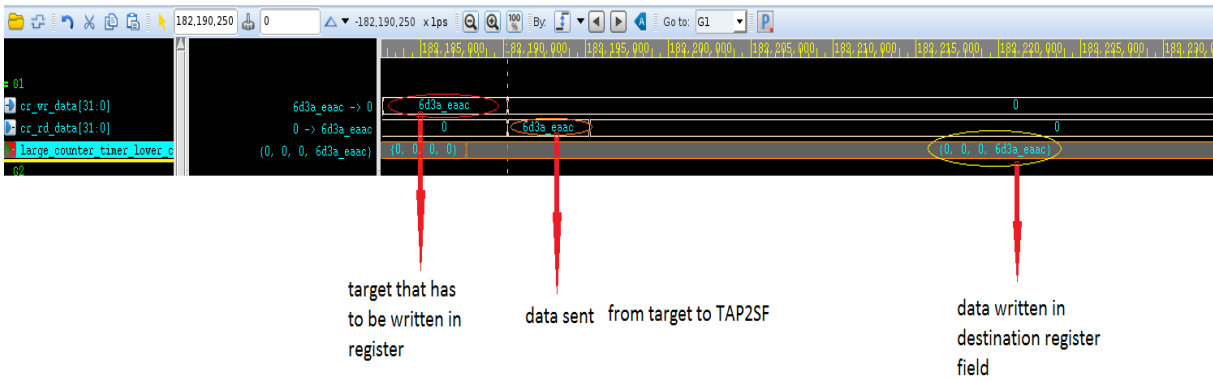 182,190,250 0 -182,190,250 x 1ps 100 % By: Go to: G1 P
182,185,000 182,190,000 182,195,000 182,200,000 182,205,000 182,210,000 182,215,000 182,220,000 182,225,000 182,230,
= G1
cr_wr_data[31:0] 6d3a_eaac -> 0 6d3a_eaac 0
cr_rd_data[31:0] 0 -> 6d3a_eaac 0 6d3a_eaac 0
large_counter_timer_lower_c (0, 0, 0, 6d3a_eaac) (0, 0, 0, 0) (0, 0, 0, 6d3a_eaac)
G2
target that has
to be written in
register
data sent from target to TAP2SF
data written in
destination register
field